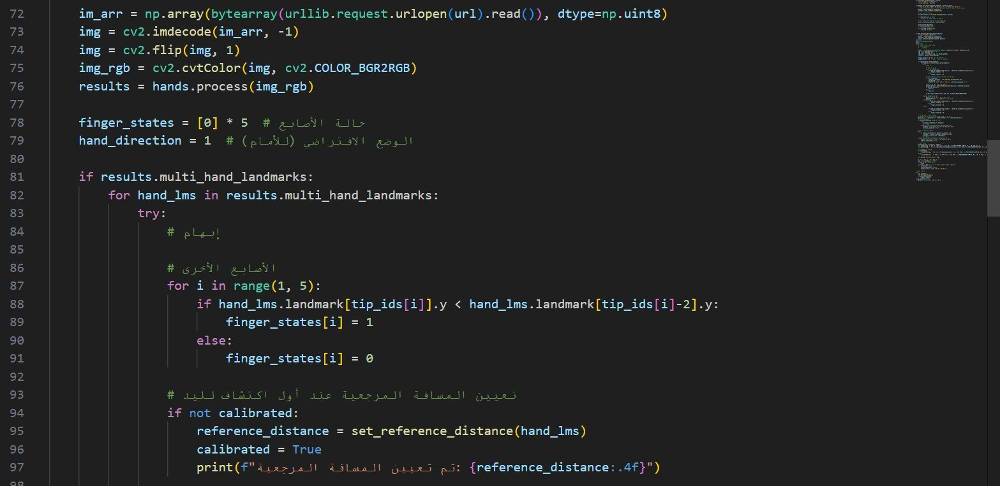 72 im_arr = np.array(bytearray(urllib.request.urlopen(url).read()), dtype=np.uint8)
73 img = cv2.imdecode(im_arr, -1)
74 img = cv2.flip(img, 1)
75 img_rgb = cv2.cvtColor(img, cv2.COLOR_BGR2RGB)
76 results = hands.process(img_rgb)
77
78 finger_states = [0] * 5  # حالة الأصابع
79 hand_direction = 1  # الوضع الافتراضي (للأمام)
80
81 if results.multi_hand_landmarks:
82     for hand_lms in results.multi_hand_landmarks:
83         try:
84             # إبهام
85
86             # الأصابع الأخرى
87             for i in range(1, 5):
88                 if hand_lms.landmark[tip_ids[i]].y < hand_lms.landmark[tip_ids[i]-2].y:
89                     finger_states[i] = 1
90                 else:
91                     finger_states[i] = 0
92
93             # تعيين المسافة المرجعية عند أول اكتشاف لليد
94             if not calibrated:
95                 reference_distance = set_reference_distance(hand_lms)
96                 calibrated = True
97                 print(f"تم تعيين المسافة المرجعية: {reference_distance:.4f}")
98